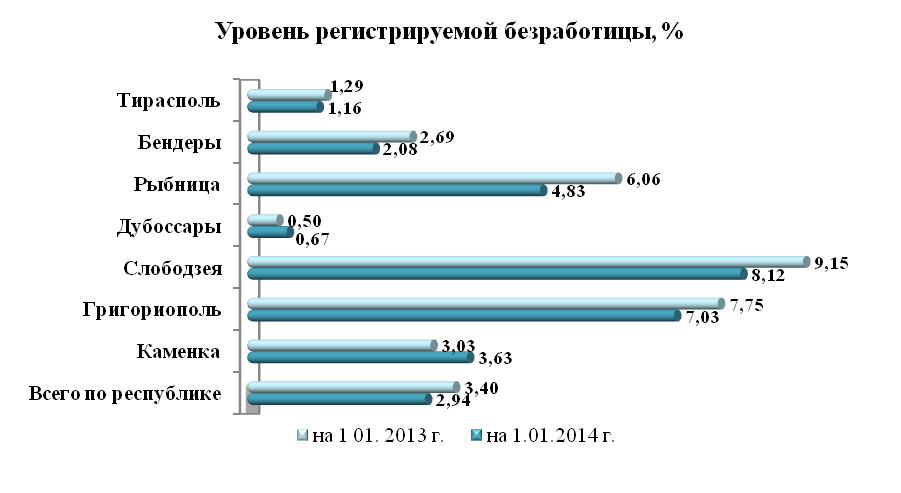 Уровень регистрируемой безработицы, %
Тирасполь
1,29
1,16
Бендеры
2,69
2,08
Рыбница
6,06
4,83
Дубоссары
0,50
0,67
Слободзея
9,15
8,12
Григориополь
7,75
7,03
Каменка
3,03
3,63
Всего по республике
3,40
2,94
на 1 01. 2013 г.
на 1.01.2014 г.